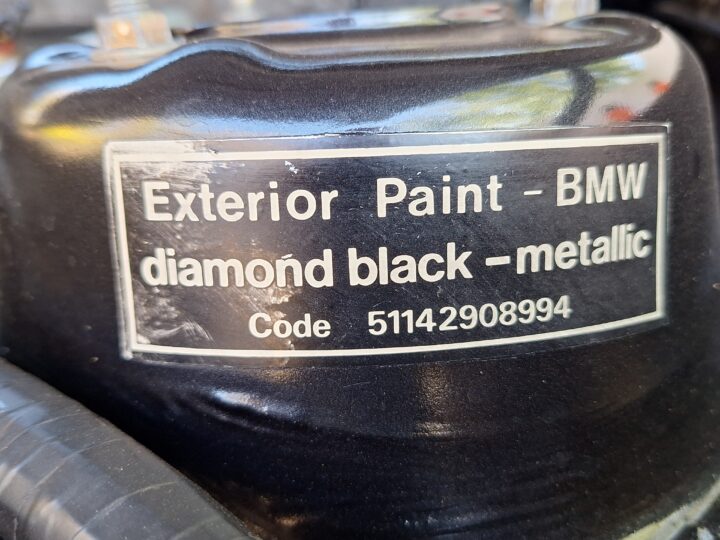 Exterior Paint - BMW
diamond black - metallic
Code 51142908994